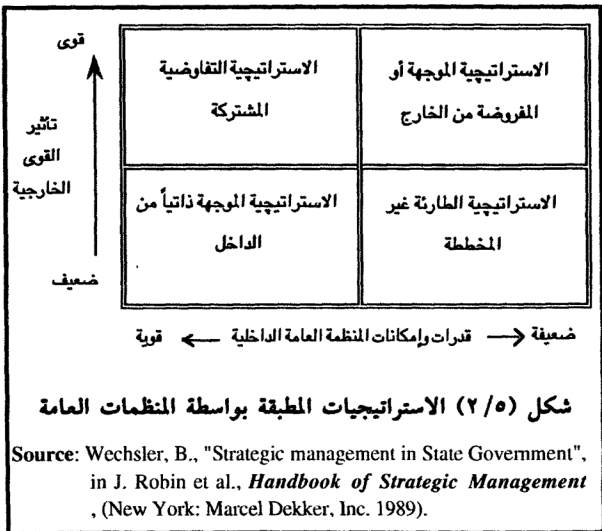 قوى
تأثير
القوى
الخارجية
ضعيف
الاستراتيجية الموجهة أو
المفروضة من الخارج
الاستراتيجية التفاوضية
المشتركة
الاستراتيجية الطارئة غير
المخططة
الاستراتيجية الموجهة ذاتياً من
الداخل
ضعيفة ⟶ قدرات وإمكانات المنظمة العامة الداخلية ⟵ قوية
شكل (٢/٥) الاستراتيجيات المطبقة بواسطة المنظمات العامة
Source: Wechsler, B., "Strategic management in State Government",
in J. Robin et al., Handbook of Strategic Management
, (New York: Marcel Dekker, Inc. 1989).